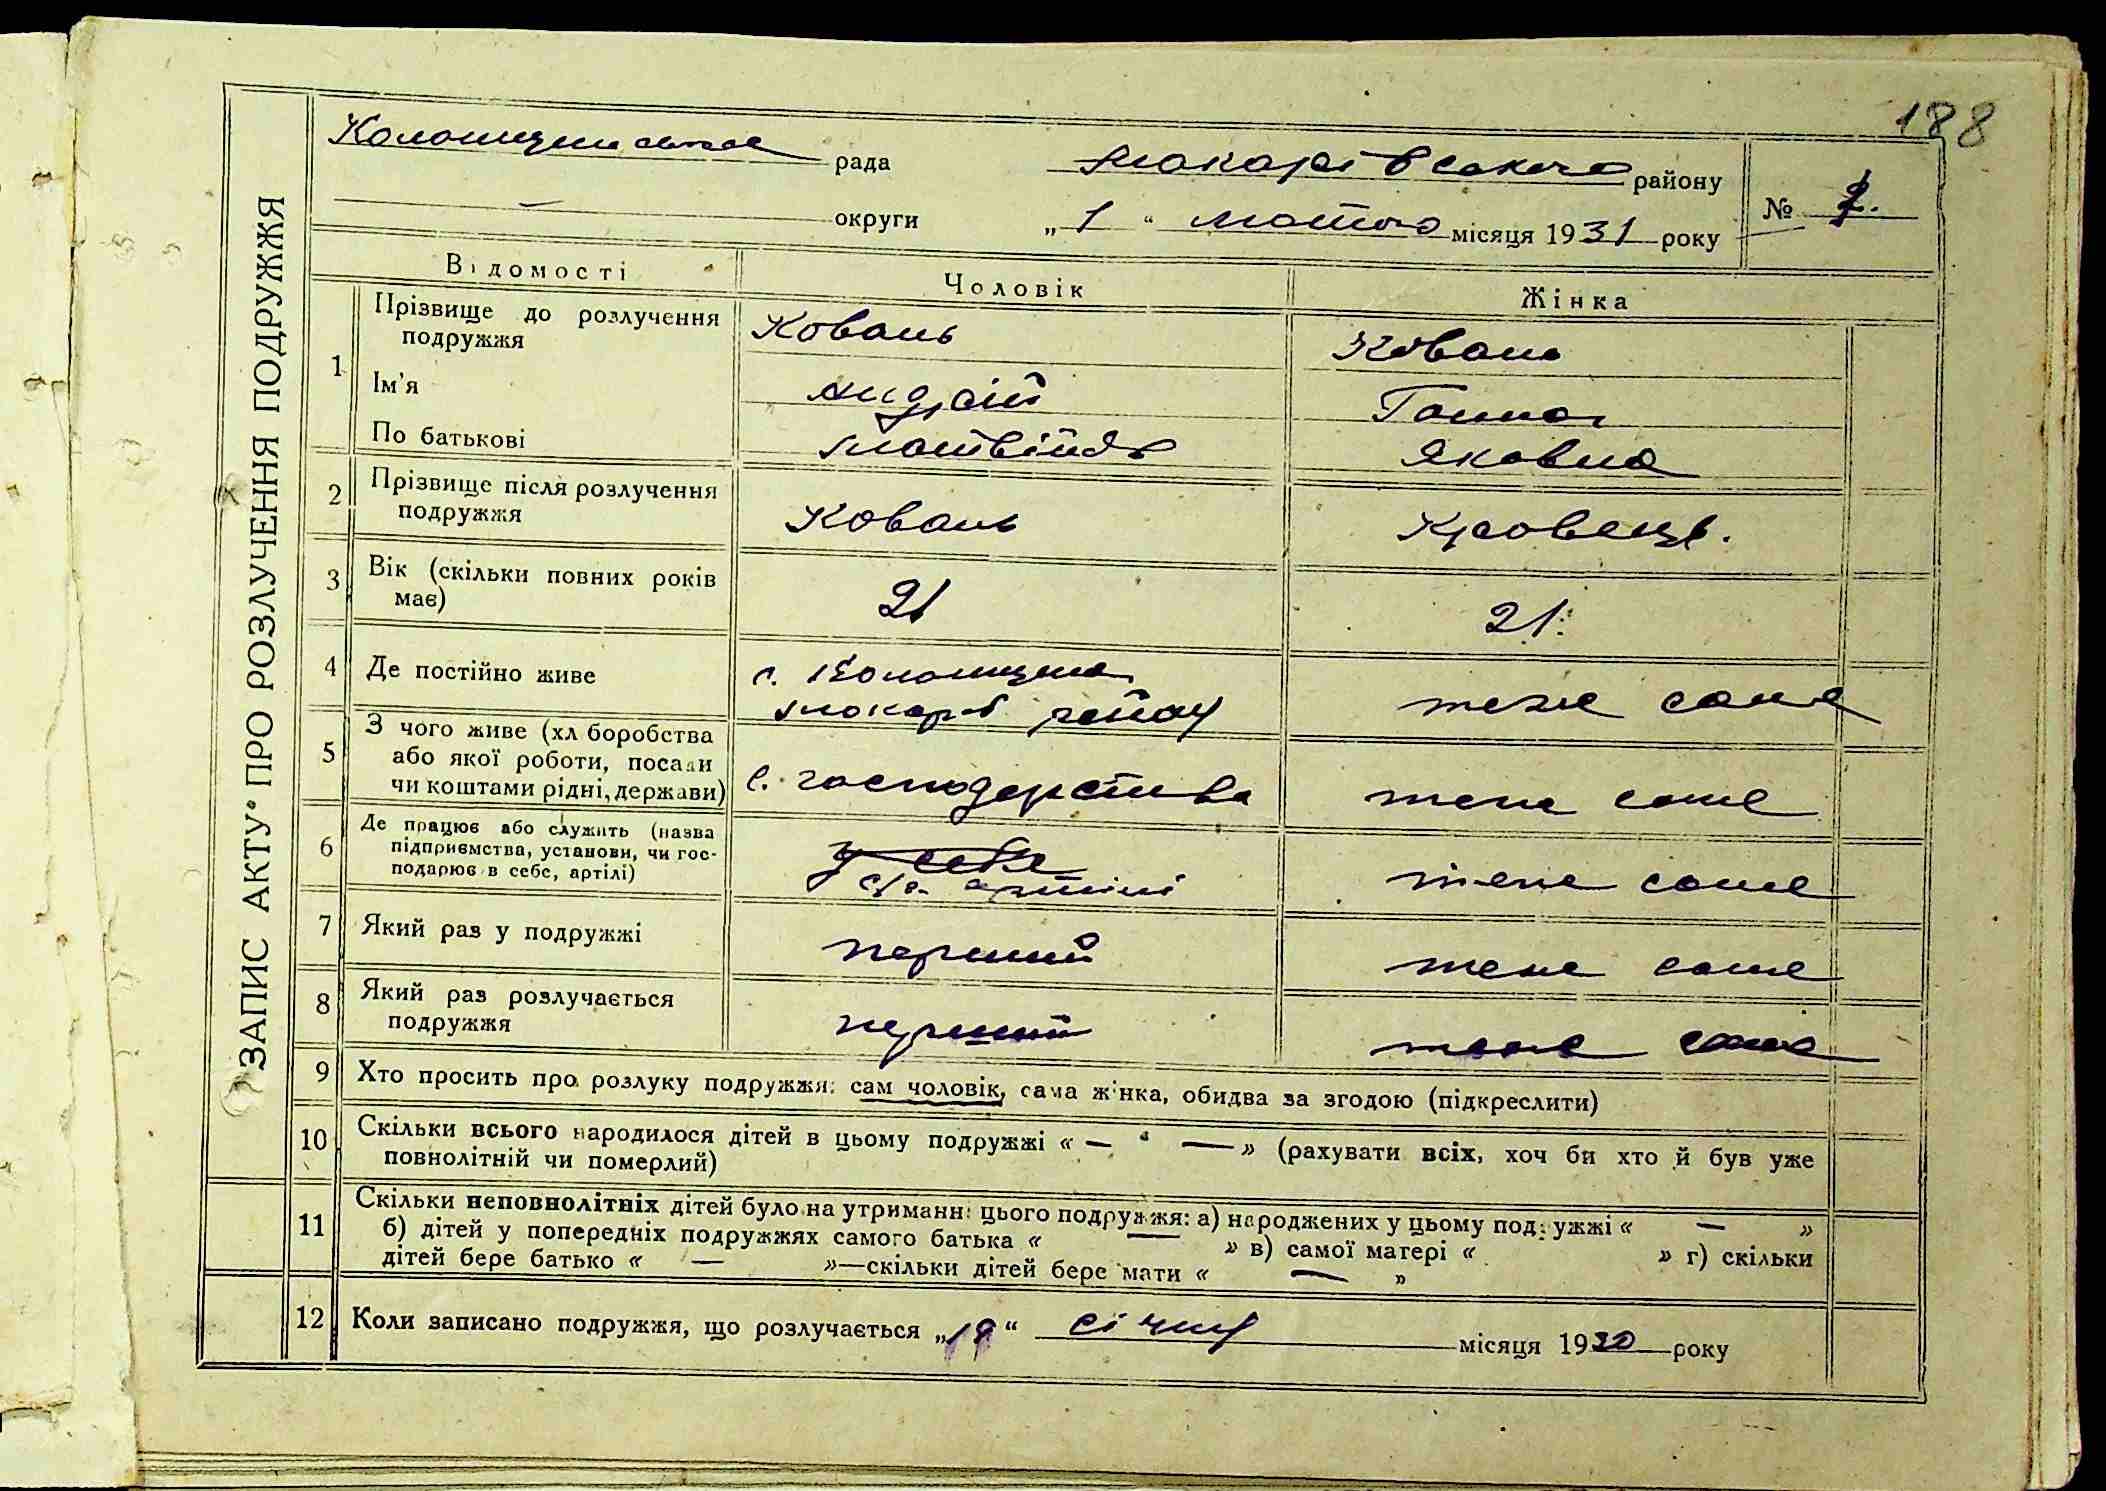 188
ЗАПИС АКТУ ПРО РОЗЛУЧЕННЯ ПОДРУЖЖЯ
Колонщинська рада Макарівського району
— округи „1“ лютого місяця 1931 року № 2.
Відомості Чоловік Жінка
1 Прізвище до розлучення подружжя Коваль Коваль
Ім'я Андрій Ганна
По батькові Матвійов Яковна
2 Прізвище після розлучення подружжя Коваль Кравець.
3 Вік (скільки повних років має) 21 21
4 Де постійно живе с. Колонщина теже саме
Макарів району
5 З чого живе (хлıборобства або якої роботи, посади чи коштами рідні, держави) с. господарства теже саме
6 Де працює або служить (назва підприємства, установи, чи господарює в себе, артілі) у себе теже саме
с/г. артілі
7 Який раз у подружжі перший теже саме
8 Який раз розлучається подружжя перший теже саме
9 Хто просить про розлуку подружжя: сам чоловік, сама жінка, обидва за згодою (підкреслити)
10 Скільки всього народилося дітей в цьому подружжі « — “ — » (рахувати всіх, хоч би хто й був уже
повнолітній чи померлий)
11 Скільки неповнолітніх дітей було на утриманні цього подружжя: а) народжених у цьому подружжі « — »
б) дітей у попередніх подружжях самого батька « — » в) самої матері « » г) скільки
дітей бере батько « — »—скільки дітей бере мати « — »
12 Коли записано подружжя, що розлучається „19“ січня місяця 1930 року